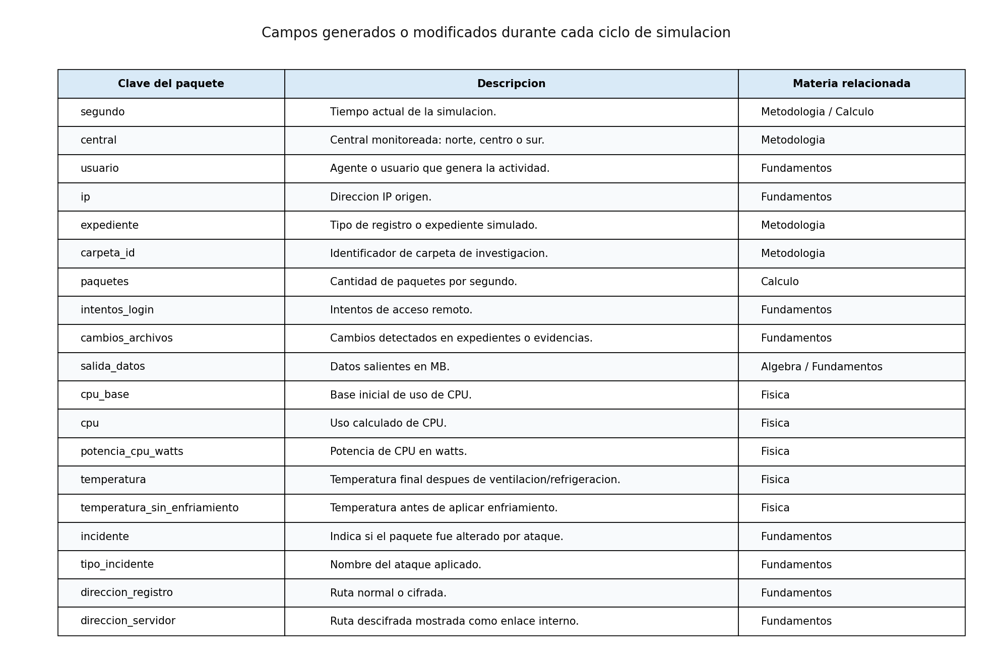 Campos generados o modificados durante cada ciclo de simulacion
Clave del paquete Descripcion Materia relacionada
segundo Tiempo actual de la simulacion. Metodologia / Calculo
central Central monitoreada: norte, centro o sur. Metodologia
usuario Agente o usuario que genera la actividad. Fundamentos
ip Direccion IP origen. Fundamentos
expediente Tipo de registro o expediente simulado. Metodologia
carpeta_id Identificador de carpeta de investigacion. Metodologia
paquetes Cantidad de paquetes por segundo. Calculo
intentos_login Intentos de acceso remoto. Fundamentos
cambios_archivos Cambios detectados en expedientes o evidencias. Fundamentos
salida_datos Datos salientes en MB. Algebra / Fundamentos
cpu_base Base inicial de uso de CPU. Fisica
cpu Uso calculado de CPU. Fisica
potencia_cpu_watts Potencia de CPU en watts. Fisica
temperatura Temperatura final despues de ventilacion/refrigeracion. Fisica
temperatura_sin_enfriamiento Temperatura antes de aplicar enfriamiento. Fisica
incidente Indica si el paquete fue alterado por ataque. Fundamentos
tipo_incidente Nombre del ataque aplicado. Fundamentos
direccion_registro Ruta normal o cifrada. Fundamentos
direccion_servidor Ruta descifrada mostrada como enlace interno. Fundamentos